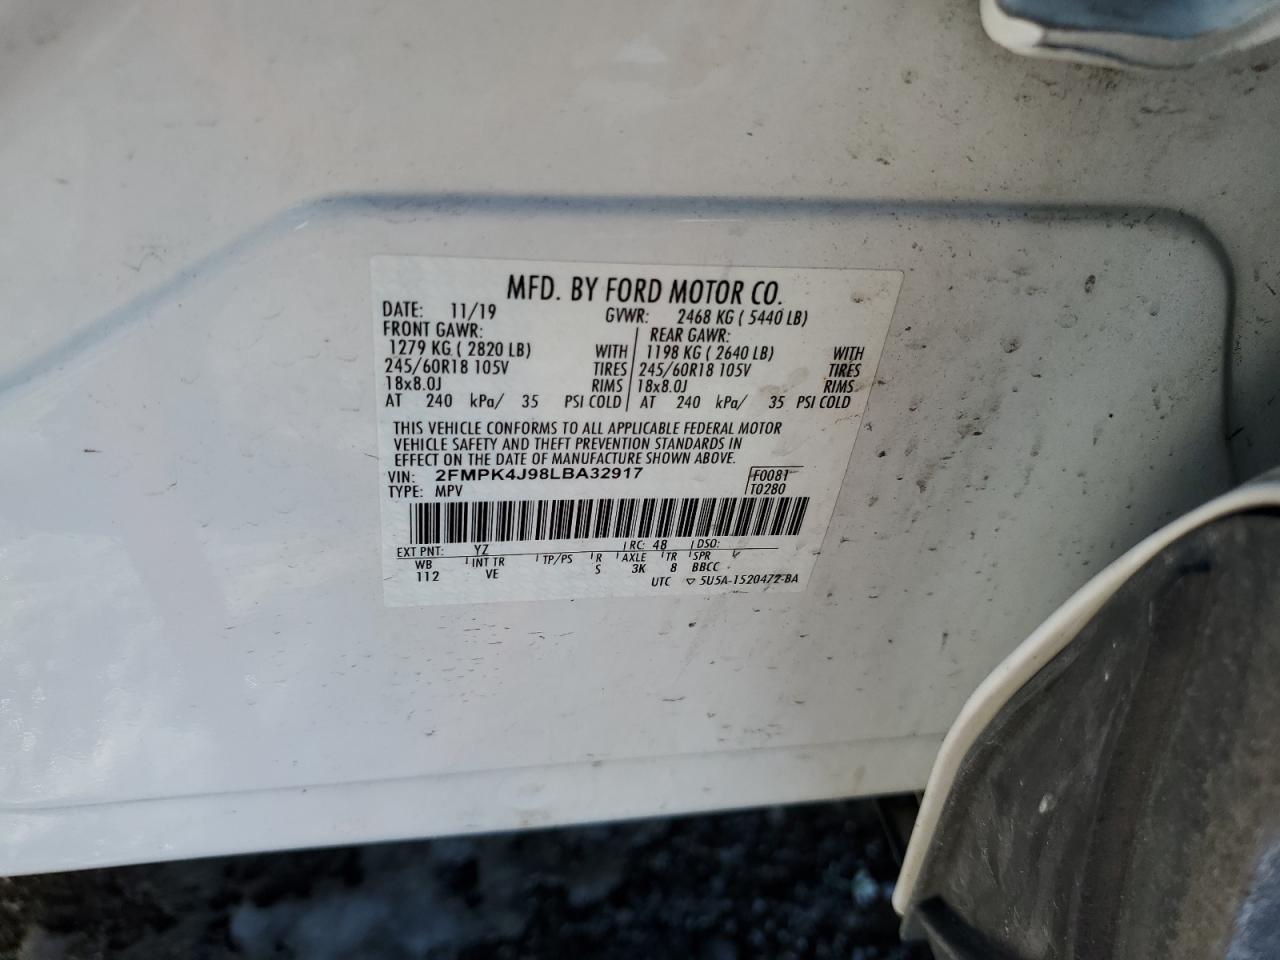 MFD. BY FORD MOTOR CO.
DATE: 11/19 GVWR: 2468 KG ( 5440 LB)
FRONT GAWR: REAR GAWR:
1279 KG ( 2820 LB) WITH 1198 KG ( 2640 LB) WITH
245/60R18 105V TIRES 245/60R18 105V TIRES
18x8.0J RIMS 18x8.0J RIMS
AT 240 kPa/ 35 PSI COLD AT 240 kPa/ 35 PSI COLD
THIS VEHICLE CONFORMS TO ALL APPLICABLE FEDERAL MOTOR
VEHICLE SAFETY AND THEFT PREVENTION STANDARDS IN
EFFECT ON THE DATE OF MANUFACTURE SHOWN ABOVE.
VIN: 2FMPK4J98LBA32917 F0081
TYPE: MPV T0280
EXT PNT: YZ RC: 48 DSO:
WB INT TR TP/PS R AXLE TR SPR
112 VE S 3K 8 BBCC
UTC ▽ 5U5A-1520472-BA